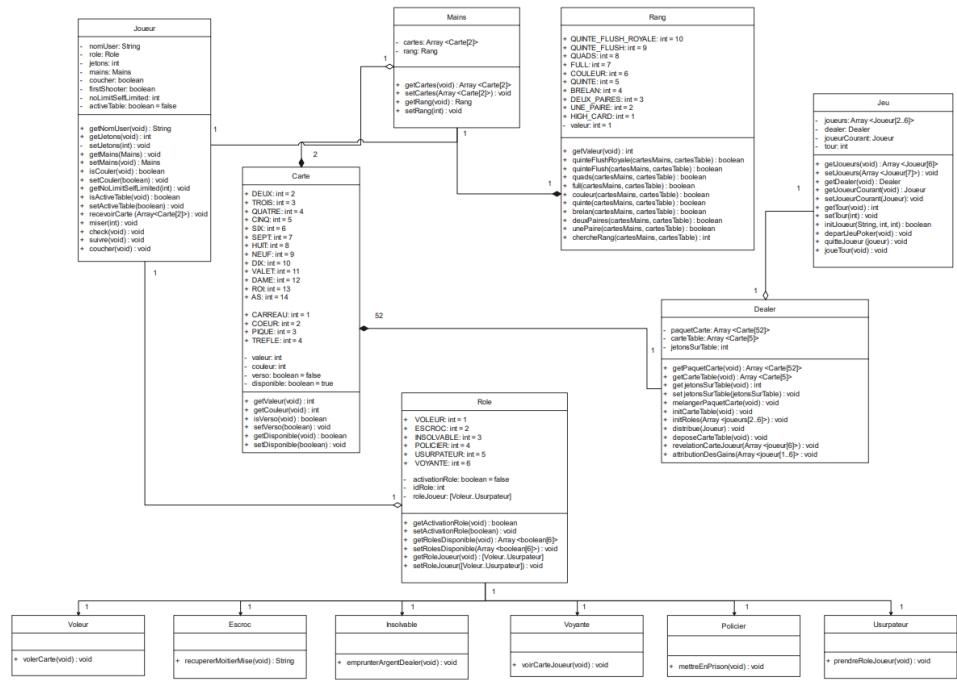 Joueur
- nomUser: String
- role: Role
- jetons: int
- mains: Mains
- coucher: boolean
- firstShooter: boolean
- noLimitSelfLimited: int
- activeTable: boolean = false
+ getNomUser(void) : String
+ getJetons(void) : int
- setJetons(int) : void
+ getMains(Mains) : void
+ setMains(void) : Mains
+ isCouler(void) : boolean
+ setCouler(boolean) : void
+ getNoLimitSelfLimited(int) : void
+ isActiveTable(void) : boolean
+ setActiveTable(boolean) : void
+ recevoirCarte (Array<Carte[2]>) : void
+ miser(int) : void
+ check(void) : void
+ suivre(void) : void
+ coucher(void) : void
1
1
Mains
- cartes: Array <Carte[2]>
- rang: Rang
+ getCartes(void) : Array <Carte[2]>
+ setCartes(Array <Carte[2]>) : void
+ getRang(void) : Rang
+ setRang(int) : void
1
1
2
Rang
+ QUINTE_FLUSH_ROYALE: int = 10
+ QUINTE_FLUSH: int = 9
+ QUADS: int = 8
+ FULL: int = 7
+ COULEUR: int = 6
+ QUINTE: int = 5
+ BRELAN: int = 4
+ DEUX_PAIRES: int = 3
+ UNE_PAIRE: int = 2
+ HIGH_CARD: int = 1
- valeur: int = 1
getValeur(void) : int
+ quinteFlushRoyale(cartesMains, cartesTable) : boolean
+ quinteFlush(cartesMains, cartesTable) : boolean
+ quads(cartesMains, cartesTable) : boolean
+ full(cartesMains, cartesTable) : boolean
+ couleur(cartesMains, cartesTable) : boolean
+ quinte(cartesMains, cartesTable) : boolean
+ brelan(cartesMains, cartesTable) : boolean
+ deuxPaires(cartesMains, cartesTable) : boolean
+ unePaire(cartesMains, cartesTable) : boolean
+ chercheRang(cartesMains, cartesTable) : int
1
Jeu
- joueurs: Array <Joueur[2..6]>
- dealer: Dealer
- joueurCourant: Joueur
- tour: int
+ getJoueurs(void) : Array <Joueur[6]>
+ setJoueurs(Array <Joueur[7]>) : void
+ getDealer(void) : Dealer
+ getJoueurCourant(void) : Joueur
+ setJoueurCourant(Joueur): void
+ getTour(void) : int
+ setTour(int) : void
+ initJoueur(String, int, int) : boolean
+ departJeuPoker(void) : void
+ quitteJoueur (joueur) : void
+ joueTour(void) : void
1
1
Carte
+ DEUX: int = 2
+ TROIS: int = 3
+ QUATRE: int = 4
+ CINQ: int = 5
+ SIX: int = 6
+ SEPT: int = 7
+ HUIT: int = 8
+ NEUF: int = 9
+ DIX: int = 10
+ VALET: int = 11
+ DAME: int = 12
+ ROI: int = 13
+ AS: int = 14
+ CARREAU: int = 1
+ COEUR: int = 2
+ PIQUE: int = 3
+ TREFLE: int = 4
- valeur: int
- couleur: int
- verso: boolean = false
- disponible: boolean = true
+ getValeur(void) : int
+ getCouleur(void) : int
+ isVerso(void) : boolean
+ setVerso(boolean) : void
+ getDisponible(void) : boolean
+ setDisponible(boolean) : void
52
1
Dealer
- paquetCarte: Array <Carte[52]>
- carteTable: Array <Carte[5]>
- jetonsSurTable: int
+ getPaquetCarte(void) : Array <Carte[52]>
+ getCarteTable(void) : Array <Carte[5]>
+ get jetonsSurTable(void) : int
+ set jetonsSurTable(jetonsSurTable) : void
+ melangerPaquetCarte(void) : void
+ initCarteTable(void) : void
+ initRoles(Array <joueurs[2..6]>) : void
+ distribue(Joueur) : void
+ deposeCarteTable(void) : void
+ revelationCarteJoueur(Array <joueur[6]>) : void
+ attributionDesGains(Array <joueur[1..6]>) : void
1
Role
+ VOLEUR: int = 1
+ ESCROC: int = 2
+ INSOLVABLE: int = 3
+ POLICIER: int = 4
+ USURPATEUR: int = 5
+ VOYANTE: int = 6
- activationRole: boolean = false
- idRole: int
- roleJoueur: [Voleur..Usurpateur]
+ getActivationRole(void) : boolean
+ setActivationRole(boolean) : void
+ getRolesDisponible(void) : Array <boolean[6]>
+ setRolesDisponible(Array <boolean[6]>) : void
+ getRoleJoueur(void) : [Voleur..Usurpateur]
+ setRoleJoueur([Voleur..Usurpateur]) : void
1
1
1
1
1
1
1
Voleur
+ volerCarte(void) : void
Escroc
+ recupererMoitierMise(void) : String
Insolvable
+ emprunterArgentDealer(void) : void
Voyante
+ voirCarteJoueur(void) : void
Policier
+ mettreEnPrison(void) : void
Usurpateur
+ prendreRoleJoueur(void) : void